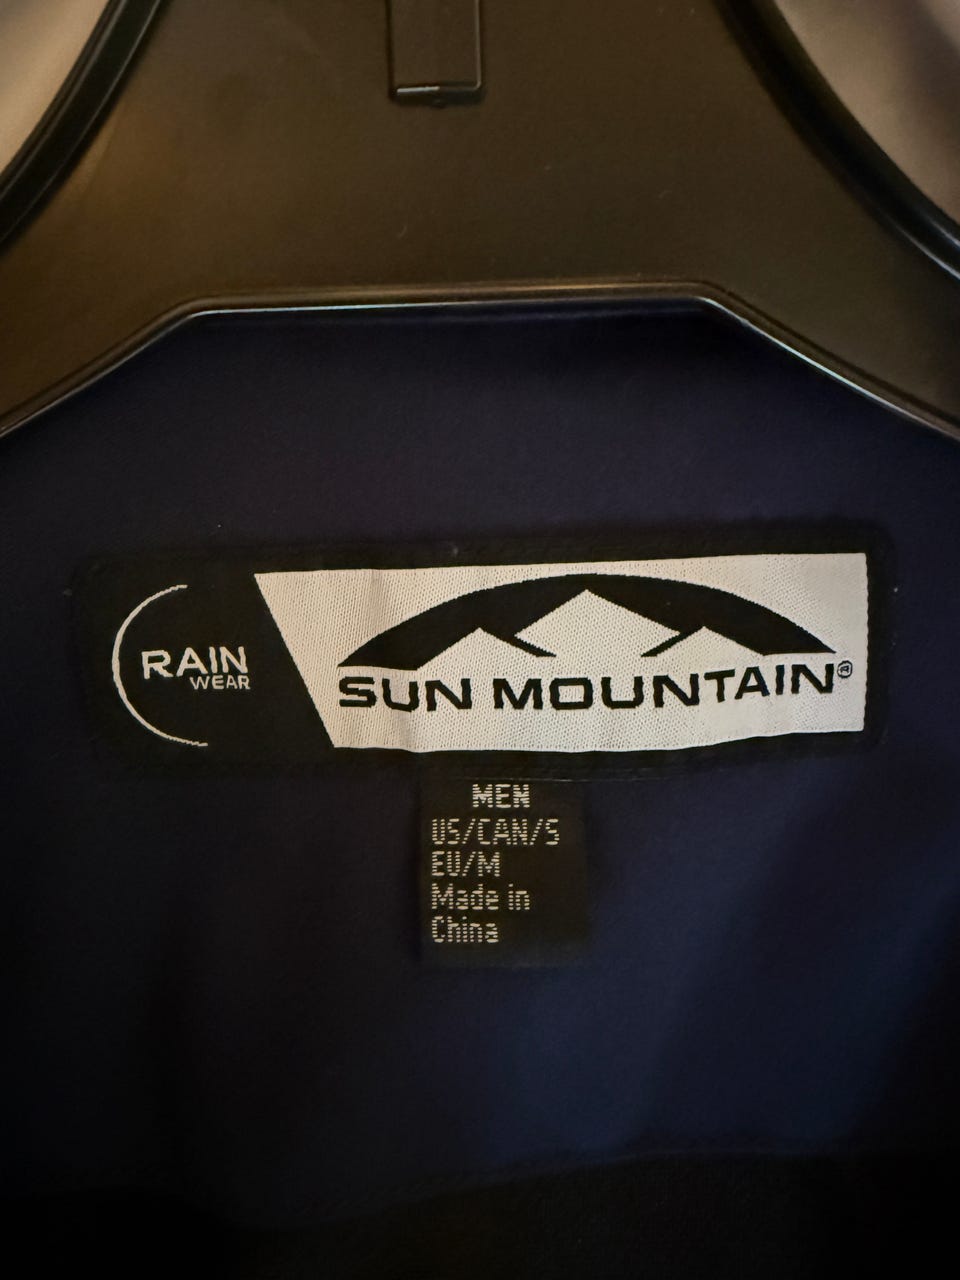 RAIN
WEAR
SUN MOUNTAIN®
MEN
US/CAN/S
EU/M
Made in
China